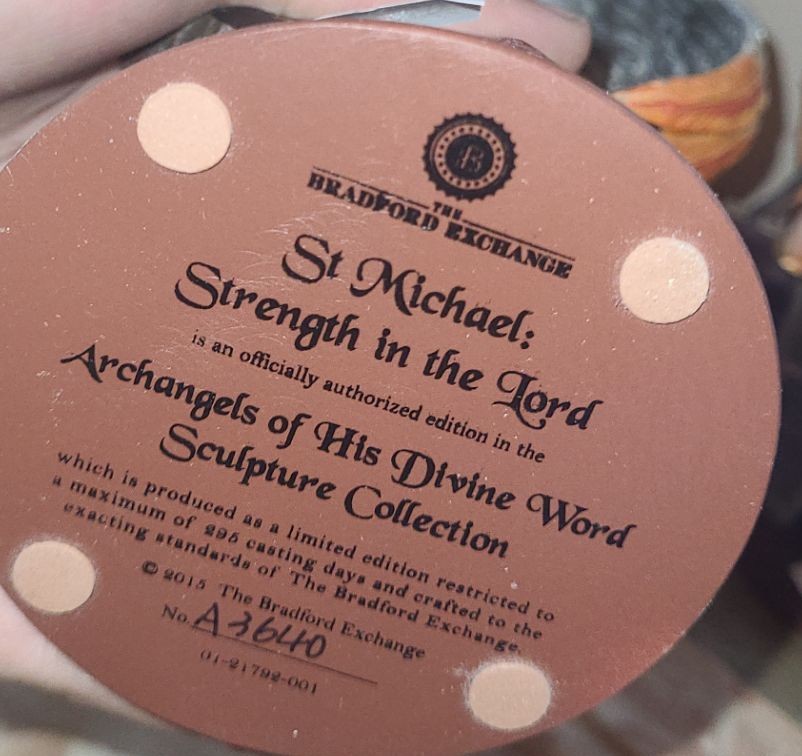 THE
BRADFORD EXCHANGE
St Michael:
Strength in the Lord
is an officially authorized edition in the
Archangels of His Divine Word
Sculpture Collection
which is produced as a limited edition restricted to
a maximum of 295 casting days and crafted to the
exacting standards of The Bradford Exchange.
© 2015 The Bradford Exchange
No. A3640
01-21792-001